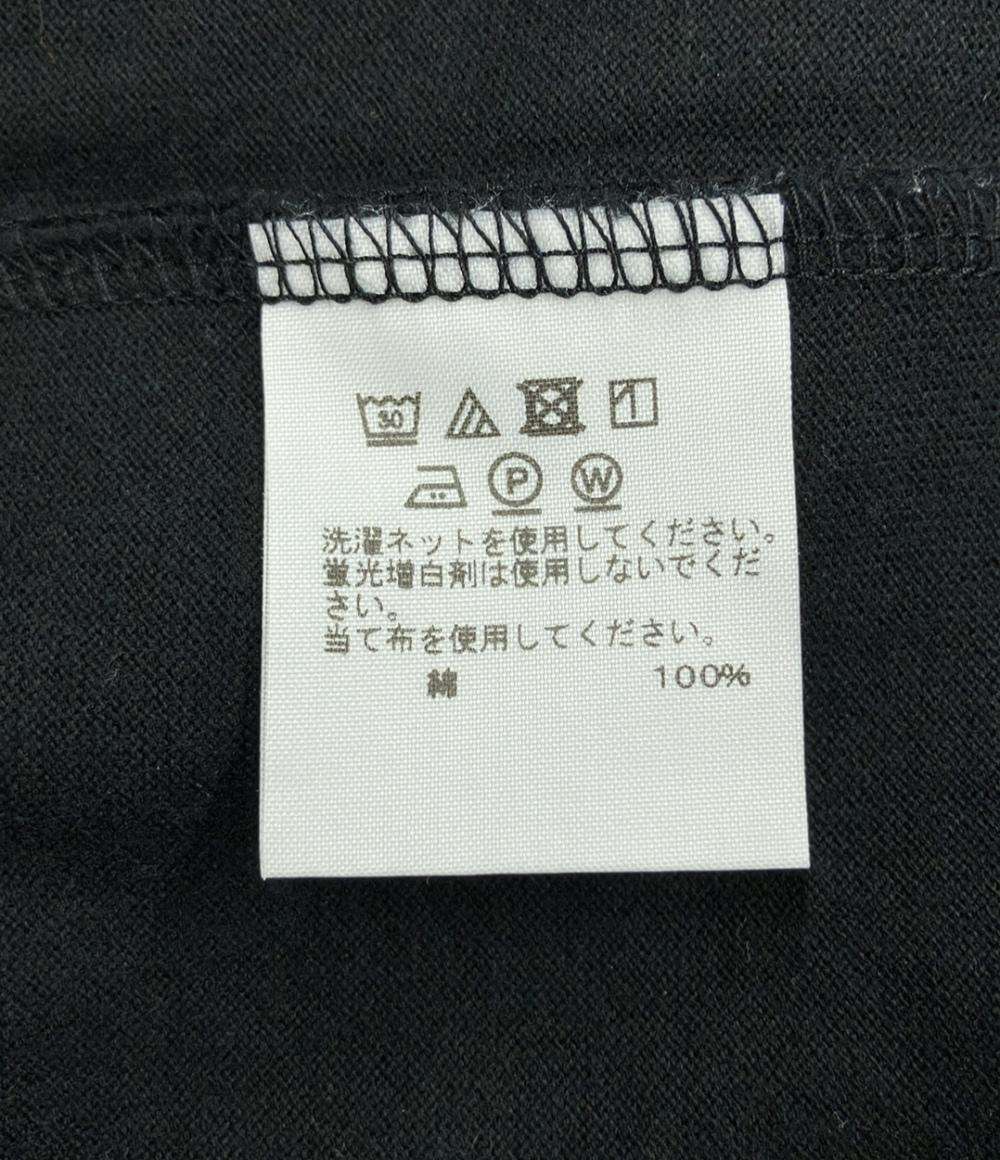 30
P W
洗濯ネットを使用してください。
蛍光増白剤は使用しないでくだ
さい。
当て布を使用してください。
綿 100%